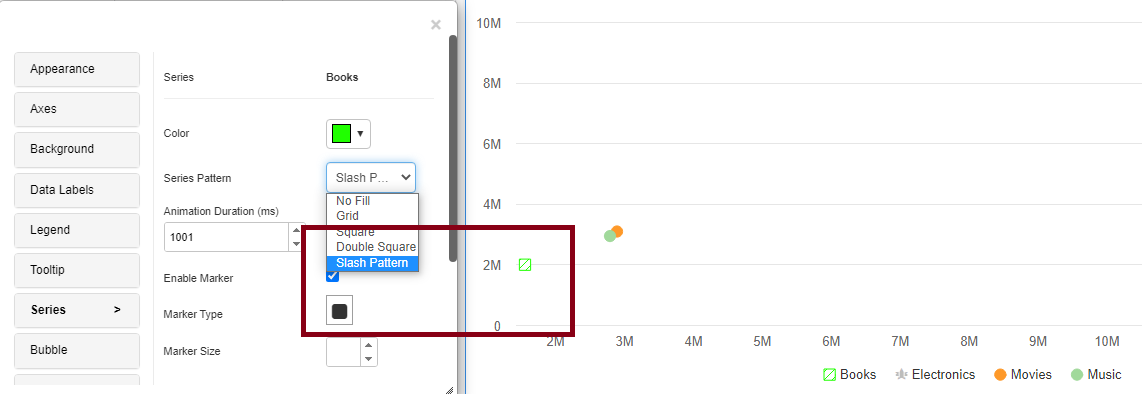 ×
Appearance
Axes
Background
Data Labels
Legend
Tooltip
Series >
Bubble
Series Books
Color
Series Pattern Slash P...
No Fill
Grid
Square
Double Square
Slash Pattern
Animation Duration (ms)
1001
Enable Marker
Marker Type
Marker Size
10M
8M
6M
4M
2M
0
2M 3M 4M 5M 6M 7M 8M 9M 10M
Books Electronics Movies Music